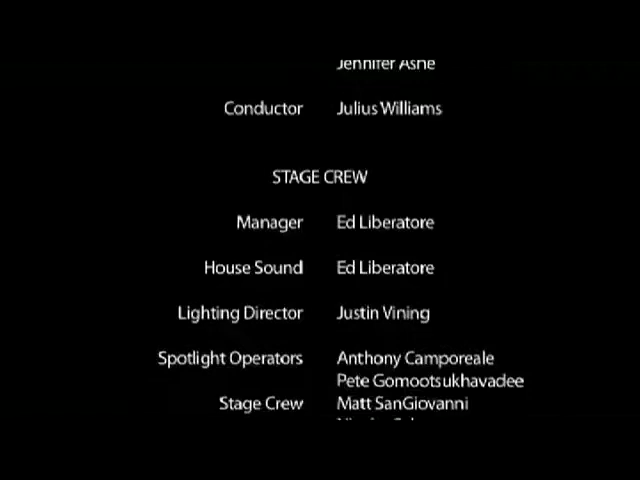 Jennifer Ashe
Conductor Julius Williams
STAGE CREW
Manager Ed Liberatore
House Sound Ed Liberatore
Lighting Director Justin Vining
Spotlight Operators Anthony Camporeale
Pete Gomootsukhavadee
Stage Crew Matt SanGiovanni